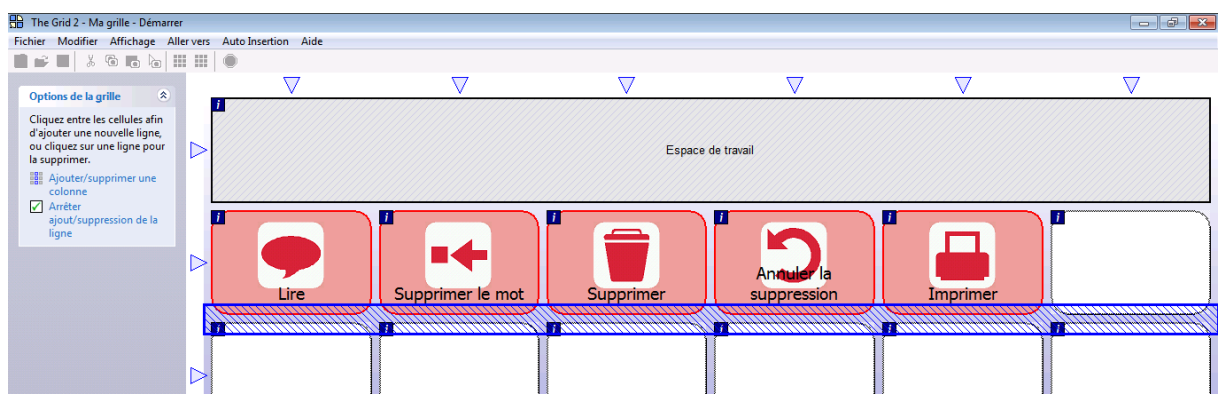 The Grid 2 - Ma grille - Démarrer
Fichier Modifier Affichage Aller vers Auto Insertion Aide
Options de la grille
Cliquez entre les cellules afin
d'ajouter une nouvelle ligne,
ou cliquez sur une ligne pour
la supprimer.
Ajouter/supprimer une
colonne
Arréter
ajout/suppression de la
ligne
i
Espace de travail
i i i i i i
Lire
Supprimer le mot
Supprimer
Annuler la
suppression
Imprimer
i i i i i i